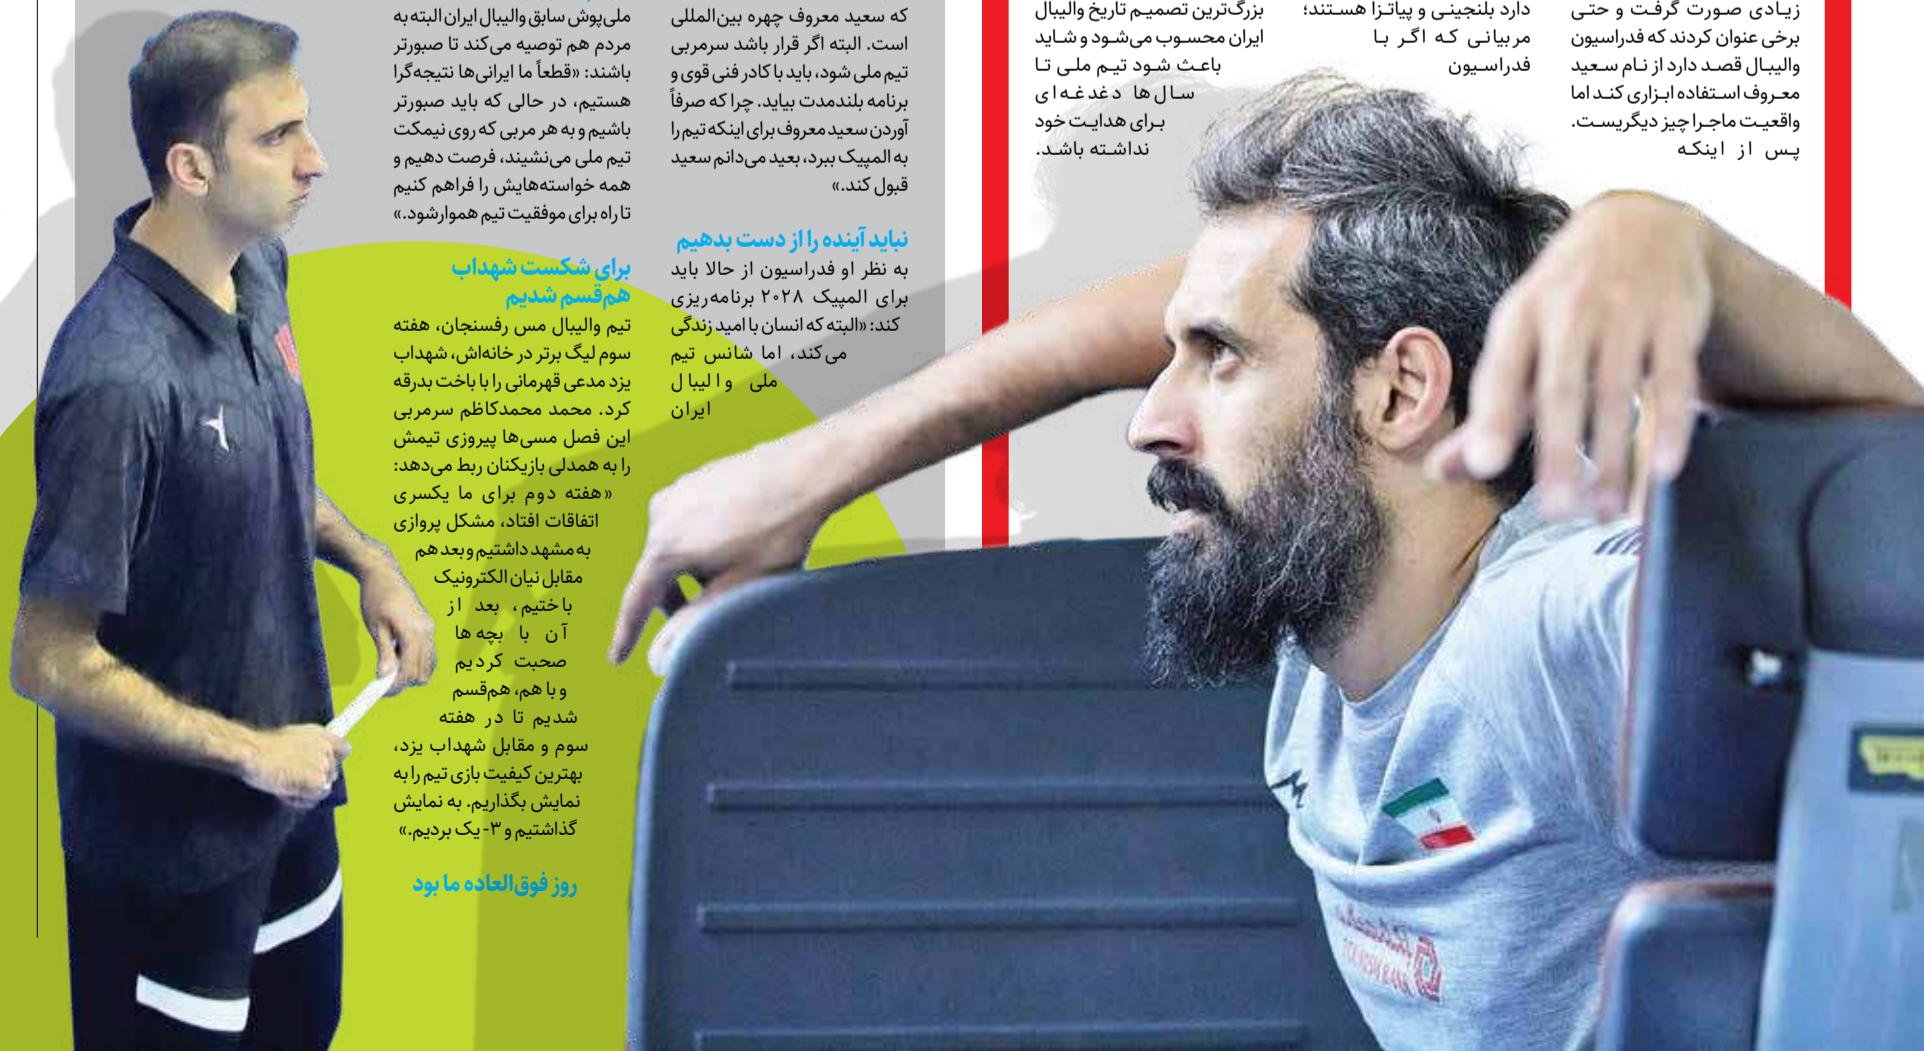 زیادی صورت گرفت و حتی
برخی عنوان کردند که فدراسیون
والیبال قصد دارد از نام سعید
معروف استفاده ابزاری کند اما
واقعیت ماجرا چیز دیگریست.
پس از اینکه
دارد بلنجینی و پیاتزا هستند؛
مربیانی که اگر با
فدراسیون
بزرگ‌ترین تصمیم تاریخ والیبال
ایران محسوب می‌شود و شاید
باعث شود تیم ملی تا
سال‌ها دغدغه‌ای
برای هدایت خود
نداشته باشد.
که سعید معروف چهره بین‌المللی
است. البته اگر قرار باشد سرمربی
تیم ملی شود، باید با کادر فنی قوی و
برنامه بلندمدت بیاید. چرا که صرفاً
آوردن سعید معروف برای اینکه تیم را
به المپیک ببرد، بعید می‌دانم سعید
قبول کند.»
نباید آینده را از دست بدهیم
به نظر او فدراسیون از حالا باید
برای المپیک ۲۰۲۸ برنامه‌ریزی
کند: «البته که انسان با امید زندگی
می‌کند، اما شانس تیم
ملی والیبال
ایران
ملی‌پوش سابق والیبال ایران البته به
مردم هم توصیه می‌کند تا صبورتر
باشند: «قطعاً ما ایرانی‌ها نتیجه‌گرا
هستیم، در حالی که باید صبورتر
باشیم و به هر مربی که روی نیمکت
تیم ملی می‌نشیند، فرصت دهیم و
همه خواسته‌هایش را فراهم کنیم
تا راه برای موفقیت تیم هموار شود.»
برای شکست شهداب
هم‌قسم شدیم
تیم والیبال مس رفسنجان، هفته
سوم لیگ برتر در خانه‌اش، شهداب
یزد مدعی قهرمانی را با باخت بدرقه
کرد. محمد محمدکاظم سرمربی
این فصل مسی‌ها پیروزی تیمش
را به همدلی بازیکنان ربط می‌دهد:
«هفته دوم برای ما یکسری
اتفاقات افتاد، مشکل پروازی
به مشهد داشتیم و بعد هم
مقابل نیان الکترونیک
باختیم، بعد از
آن با بچه‌ها
صحبت کردیم
و با هم، هم‌قسم
شدیم تا در هفته
سوم و مقابل شهداب یزد،
بهترین کیفیت بازی تیم را به
نمایش بگذاریم. به نمایش
گذاشتیم و ۳-یک بردیم.»
روز فوق‌العاده ما بود